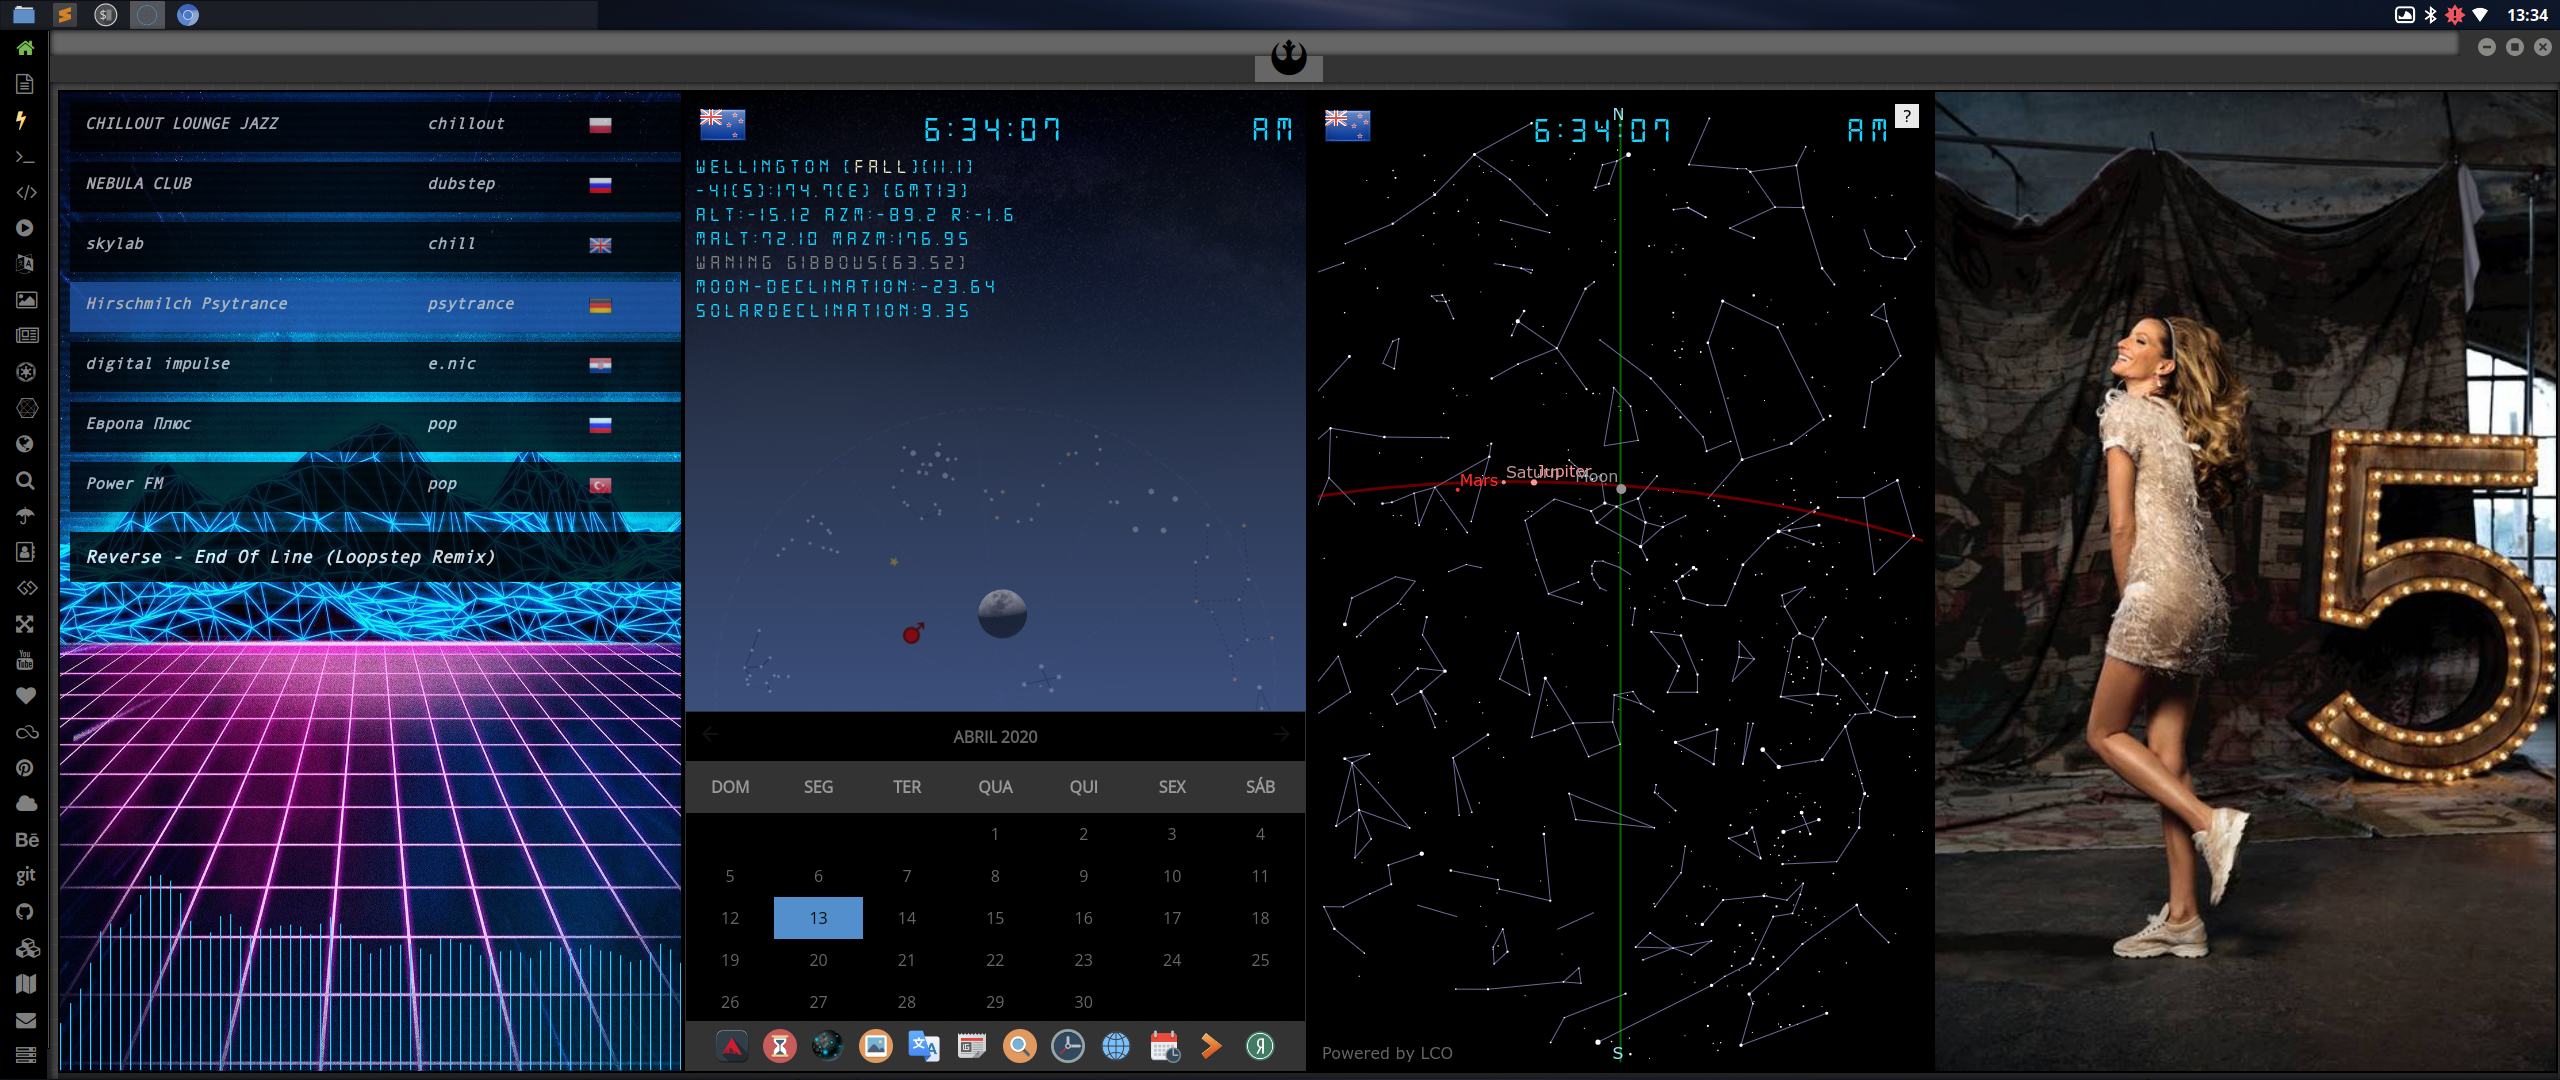 13:34
CHILLOUT LOUNGE JAZZ chillout
NEBULA CLUB dubstep
skylab chill
Hirschmilch Psytrance psytrance
digital impulse e.nic
Европа Плюс pop
Power FM pop
Reverse - End Of Line (Loopstep Remix)
You Tube
Bē
git
6:34:07 AM
WELLINGTON (FALL)(11.1)
-41(S):174.7(E) (GMT13)
ALT:-15.12 AZM:-89.2 R:-1.6
MALT:72.10 MAZM:176.95
WANING GIBBOUS(63.52)
MOON-DECLINATION:-23.64
SOLARDECLINATION:9.35
ABRIL 2020
DOM SEG TER QUA QUI SEX SÁB
1 2 3 4
5 6 7 8 9 10 11
12 13 14 15 16 17 18
19 20 21 22 23 24 25
26 27 28 29 30
N
6:34:07 AM
?
Mars Saturn Jupiter Moon
S
Powered by LCO
5